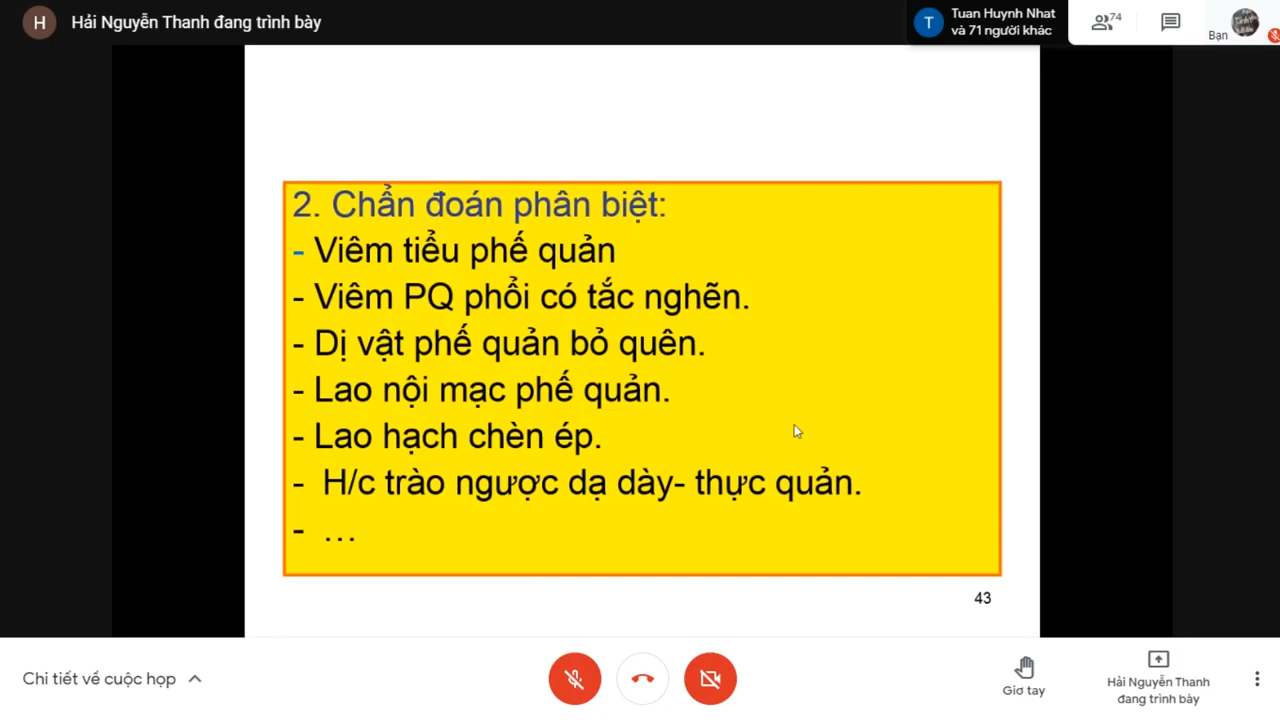 H
Hải Nguyễn Thanh đang trình bày
T
Tuan Huynh Nhat
và 71 người khác
74
Bạn
2. Chẩn đoán phân biệt:
- Viêm tiểu phế quản
- Viêm PQ phổi có tắc nghẽn.
- Dị vật phế quản bỏ quên.
- Lao nội mạc phế quản.
- Lao hạch chèn ép.
- H/c trào ngược dạ dày- thực quản.
- ...
43
Chi tiết về cuộc họp
Giơ tay
Hải Nguyễn Thanh
đang trình bày